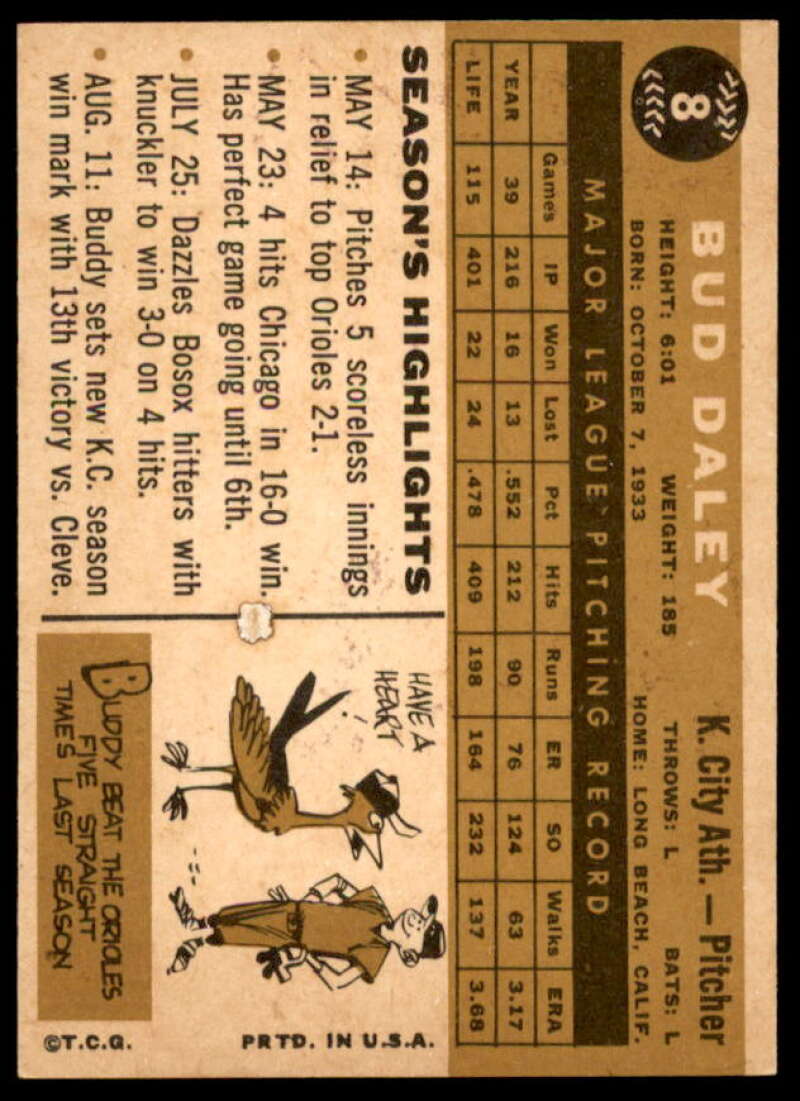 8
BUD DALEY
K. City Ath. — Pitcher
HEIGHT: 6:01 WEIGHT: 185 THROWS: L BATS: L
BORN: OCTOBER 7, 1933 HOME: LONG BEACH, CALIF.
MAJOR LEAGUE PITCHING RECORD
Games IP Won Lost Pct Hits Runs ER SO Walks ERA
YEAR 39 216 16 13 .552 212 90 76 124 63 3.17
LIFE 115 401 22 24 .478 409 198 164 232 137 3.68
SEASON'S HIGHLIGHTS
• MAY 14: Pitches 5 scoreless innings
in relief to top Orioles 2-1.
• MAY 23: 4 hits Chicago in 16-0 win.
Has perfect game going until 6th.
• JULY 25: Dazzles Bosox hitters with
knuckler to win 3-0 on 4 hits.
• AUG. 11: Buddy sets new K.C. season
win mark with 13th victory vs. Cleve.
HAVE A
HEART!
BUDDY BEAT THE ORIOLES
FIVE STRAIGHT
TIMES LAST SEASON
©T.C.G. PRTD. IN U.S.A.